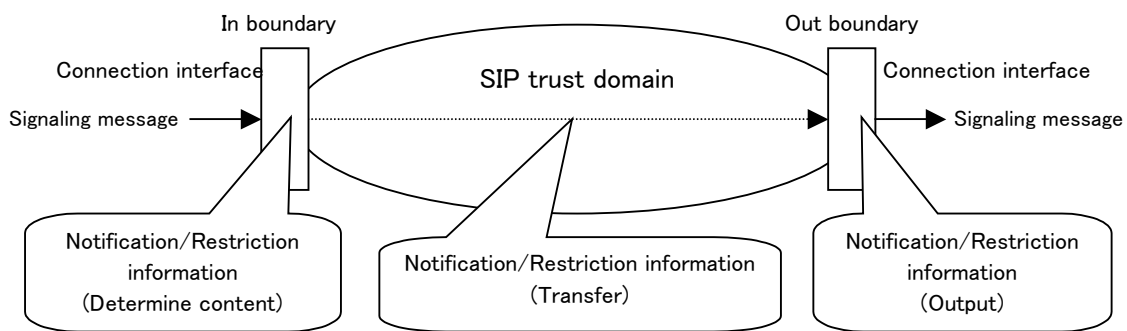 In boundary
Out boundary
Connection interface
SIP trust domain
Connection interface
Signaling message
Signaling message
Notification/Restriction
information
(Determine content)
Notification/Restriction information
(Transfer)
Notification/Restriction
information
(Output)